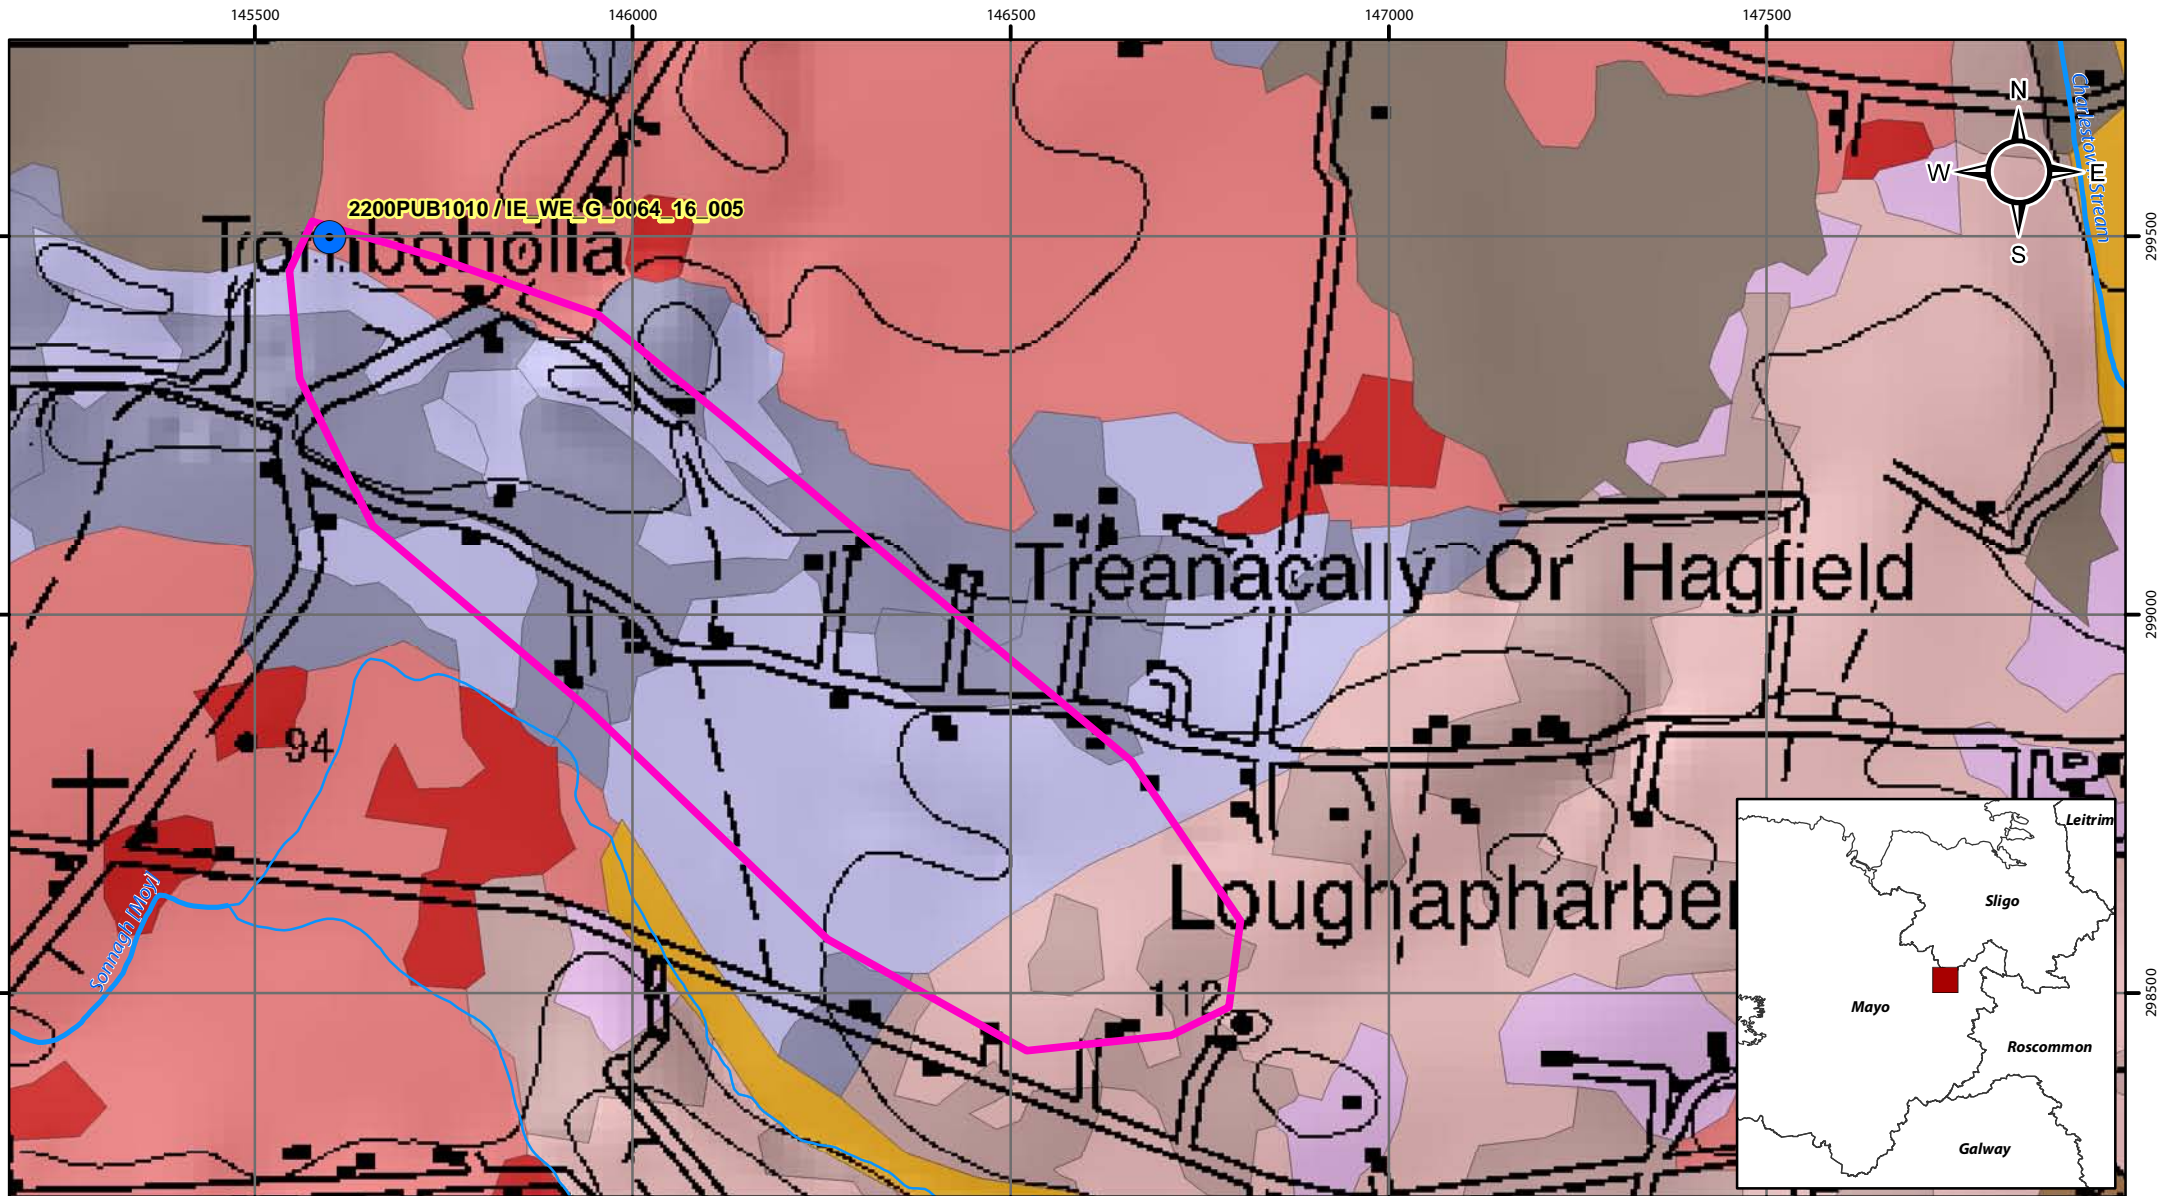 145500 146000 146500 147000 147500
N
W E
S
Charlestown Stream
2200PUB1010 / IE_WE_G_0064_16_005
Tromboholla
299500
Treanacally Or Hagfield
299000
94
Sonnagh [Moy]
Loughapharber
112
298500
Leitrim
Sligo
Mayo
Roscommon
Galway